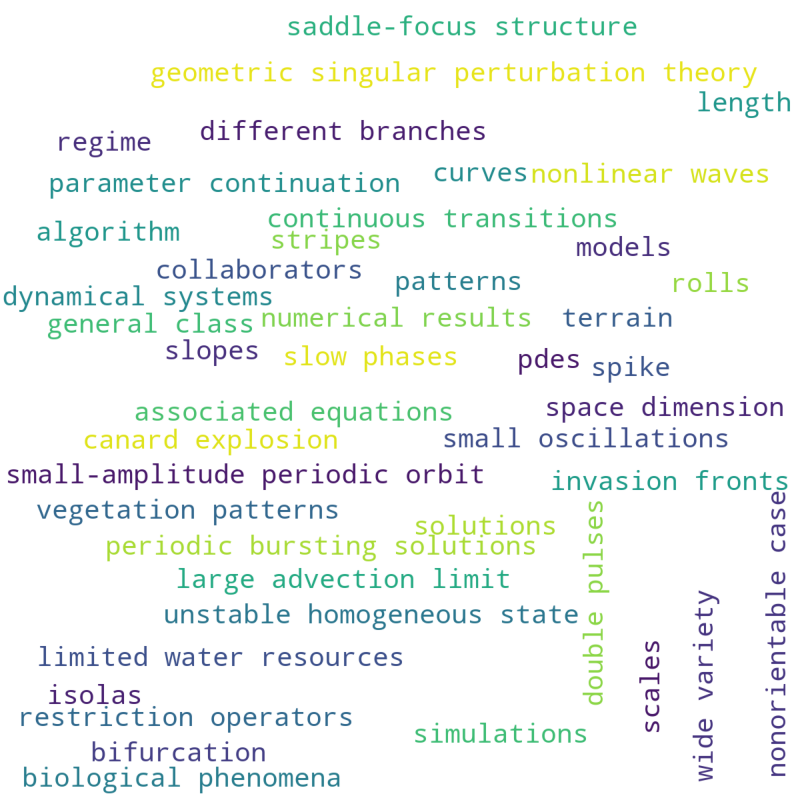 saddle-focus structure
geometric singular perturbation theory
length
different branches
regime
curves
nonlinear waves
parameter continuation
continuous transitions
algorithm
stripes
models
collaborators
patterns
rolls
dynamical systems
general class
numerical results
terrain
slopes
slow phases
pdes
spike
associated equations
space dimension
canard explosion
small oscillations
small-amplitude periodic orbit
invasion fronts
vegetation patterns
solutions
periodic bursting solutions
large advection limit
unstable homogeneous state
double pulses
nonorientable case
limited water resources
scales
wide variety
isolas
restriction operators
simulations
bifurcation
biological phenomena